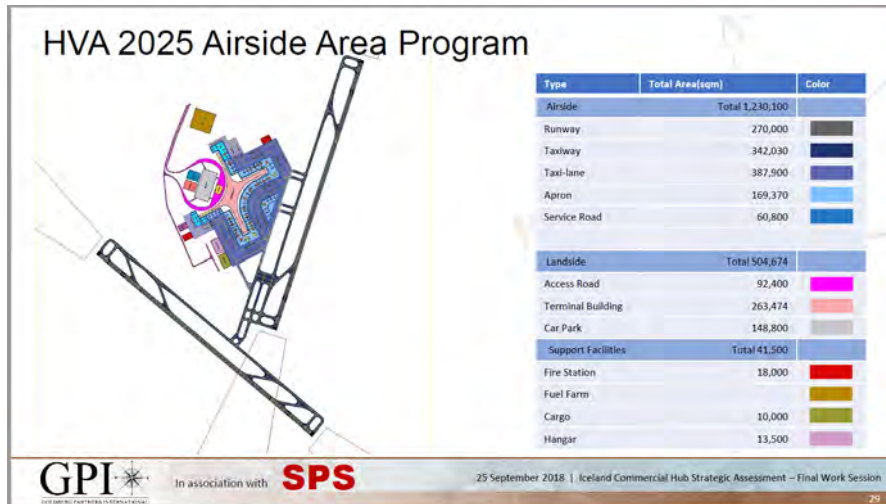 HVA 2025 Airside Area Program
Type Total Area(sqm) Color
Airside Total 1,230,100
Runway 270,000
Taxiway 342,030
Taxi-lane 387,900
Apron 169,370
Service Road 60,800
Landside Total 504,674
Access Road 92,400
Terminal Building 263,474
Car Park 148,800
Support Facilities Total 41,500
Fire Station 18,000
Fuel Farm
Cargo 10,000
Hangar 13,500
GPI
GOLDBERG PARTNERS INTERNATIONAL
In association with SPS
25 September 2018 | Iceland Commercial Hub Strategic Assessment – Final Work Session
29